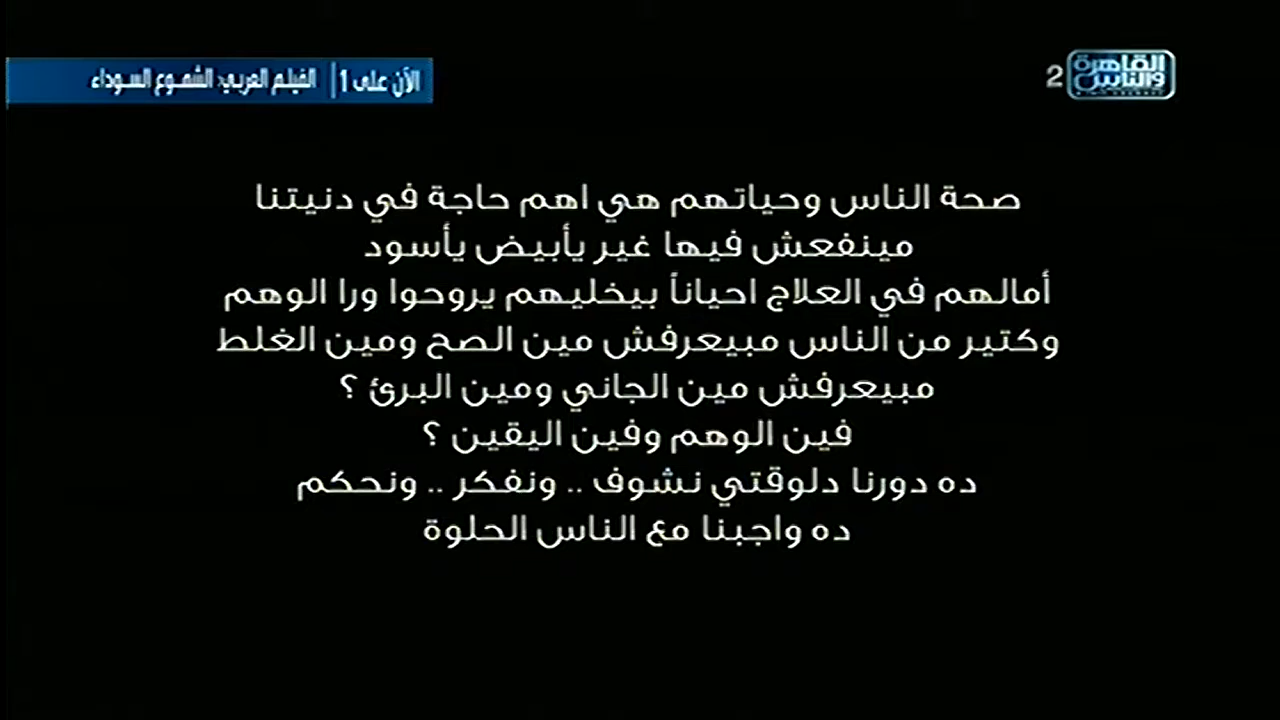 الآن على 1 | الفيلم العربي: الشموع السوداء
القاهرة والناس 2
صحة الناس وحياتهم هي اهم حاجة في دنيتنا
مينفعش فيها غير يأبيض يأسود
أمالهم في العلاج احياناً بيخليهم يروحوا ورا الوهم
وكتير من الناس مبيعرفش مين الصح ومين الغلط
مبيعرفش مين الجاني ومين البرئ ؟
فين الوهم وفين اليقين ؟
ده دورنا دلوقتي نشوف .. ونفكر .. ونحكم
ده واجبنا مع الناس الحلوة